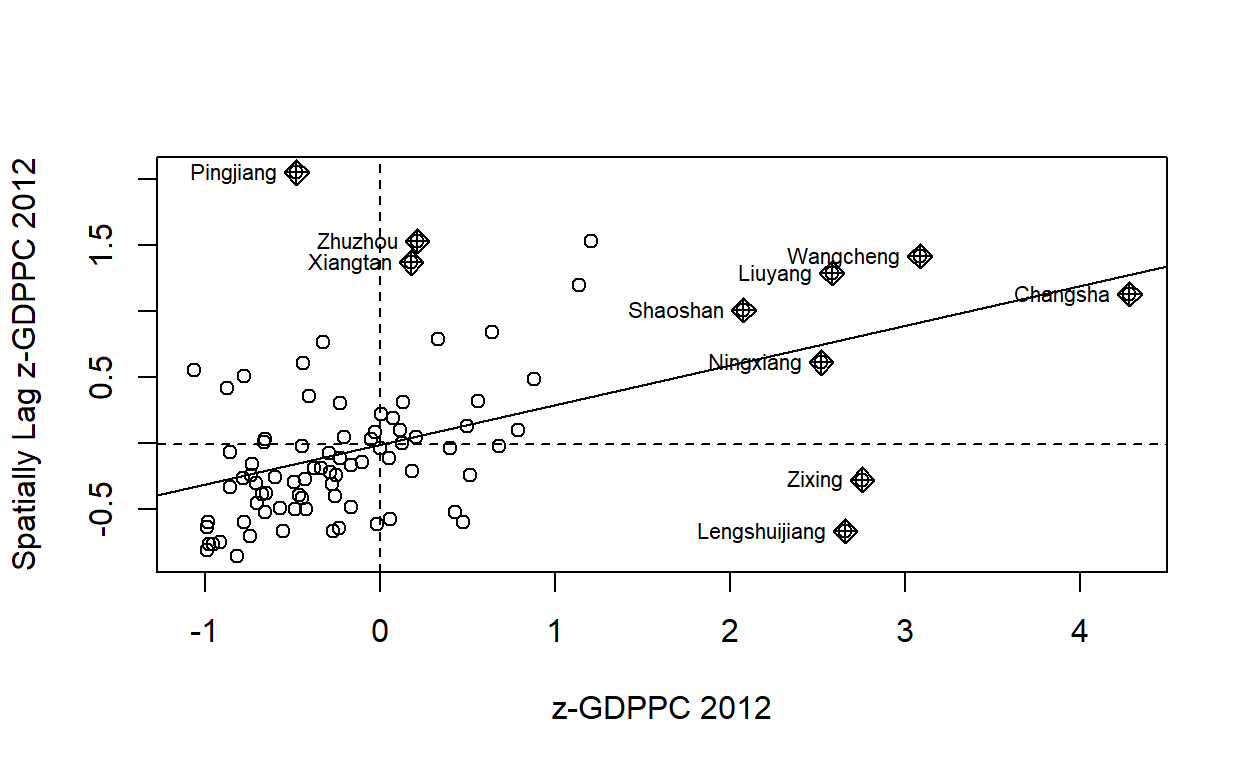 Pingjiang
Zhuzhou
Xiangtan
Wangcheng
Liuyang
Changsha
Shaoshan
Ningxiang
Zixing
Lengshuijiang
Spatially Lag z-GDPPC 2012
1.5
0.5
-0.5
-1 0 1 2 3 4
z-GDPPC 2012